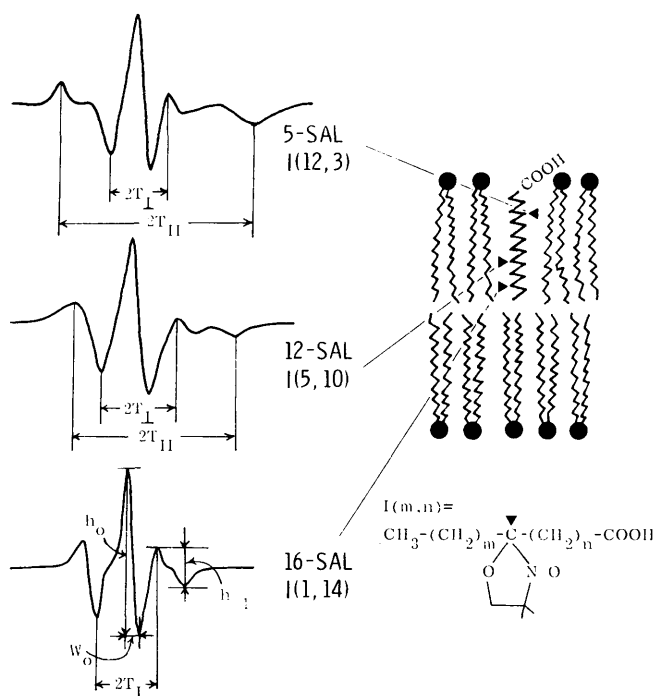 2T⊥
2T||
5-SAL
I(12,3)
COOH
2T⊥
2T||
12-SAL
I(5,10)
h₀
h₋₁
W₀
2T⊥
16-SAL
I(1,14)
I(m,n)=
CH₃-(CH₂)ₘ-C-(CH₂)ₙ-COOH
O N O